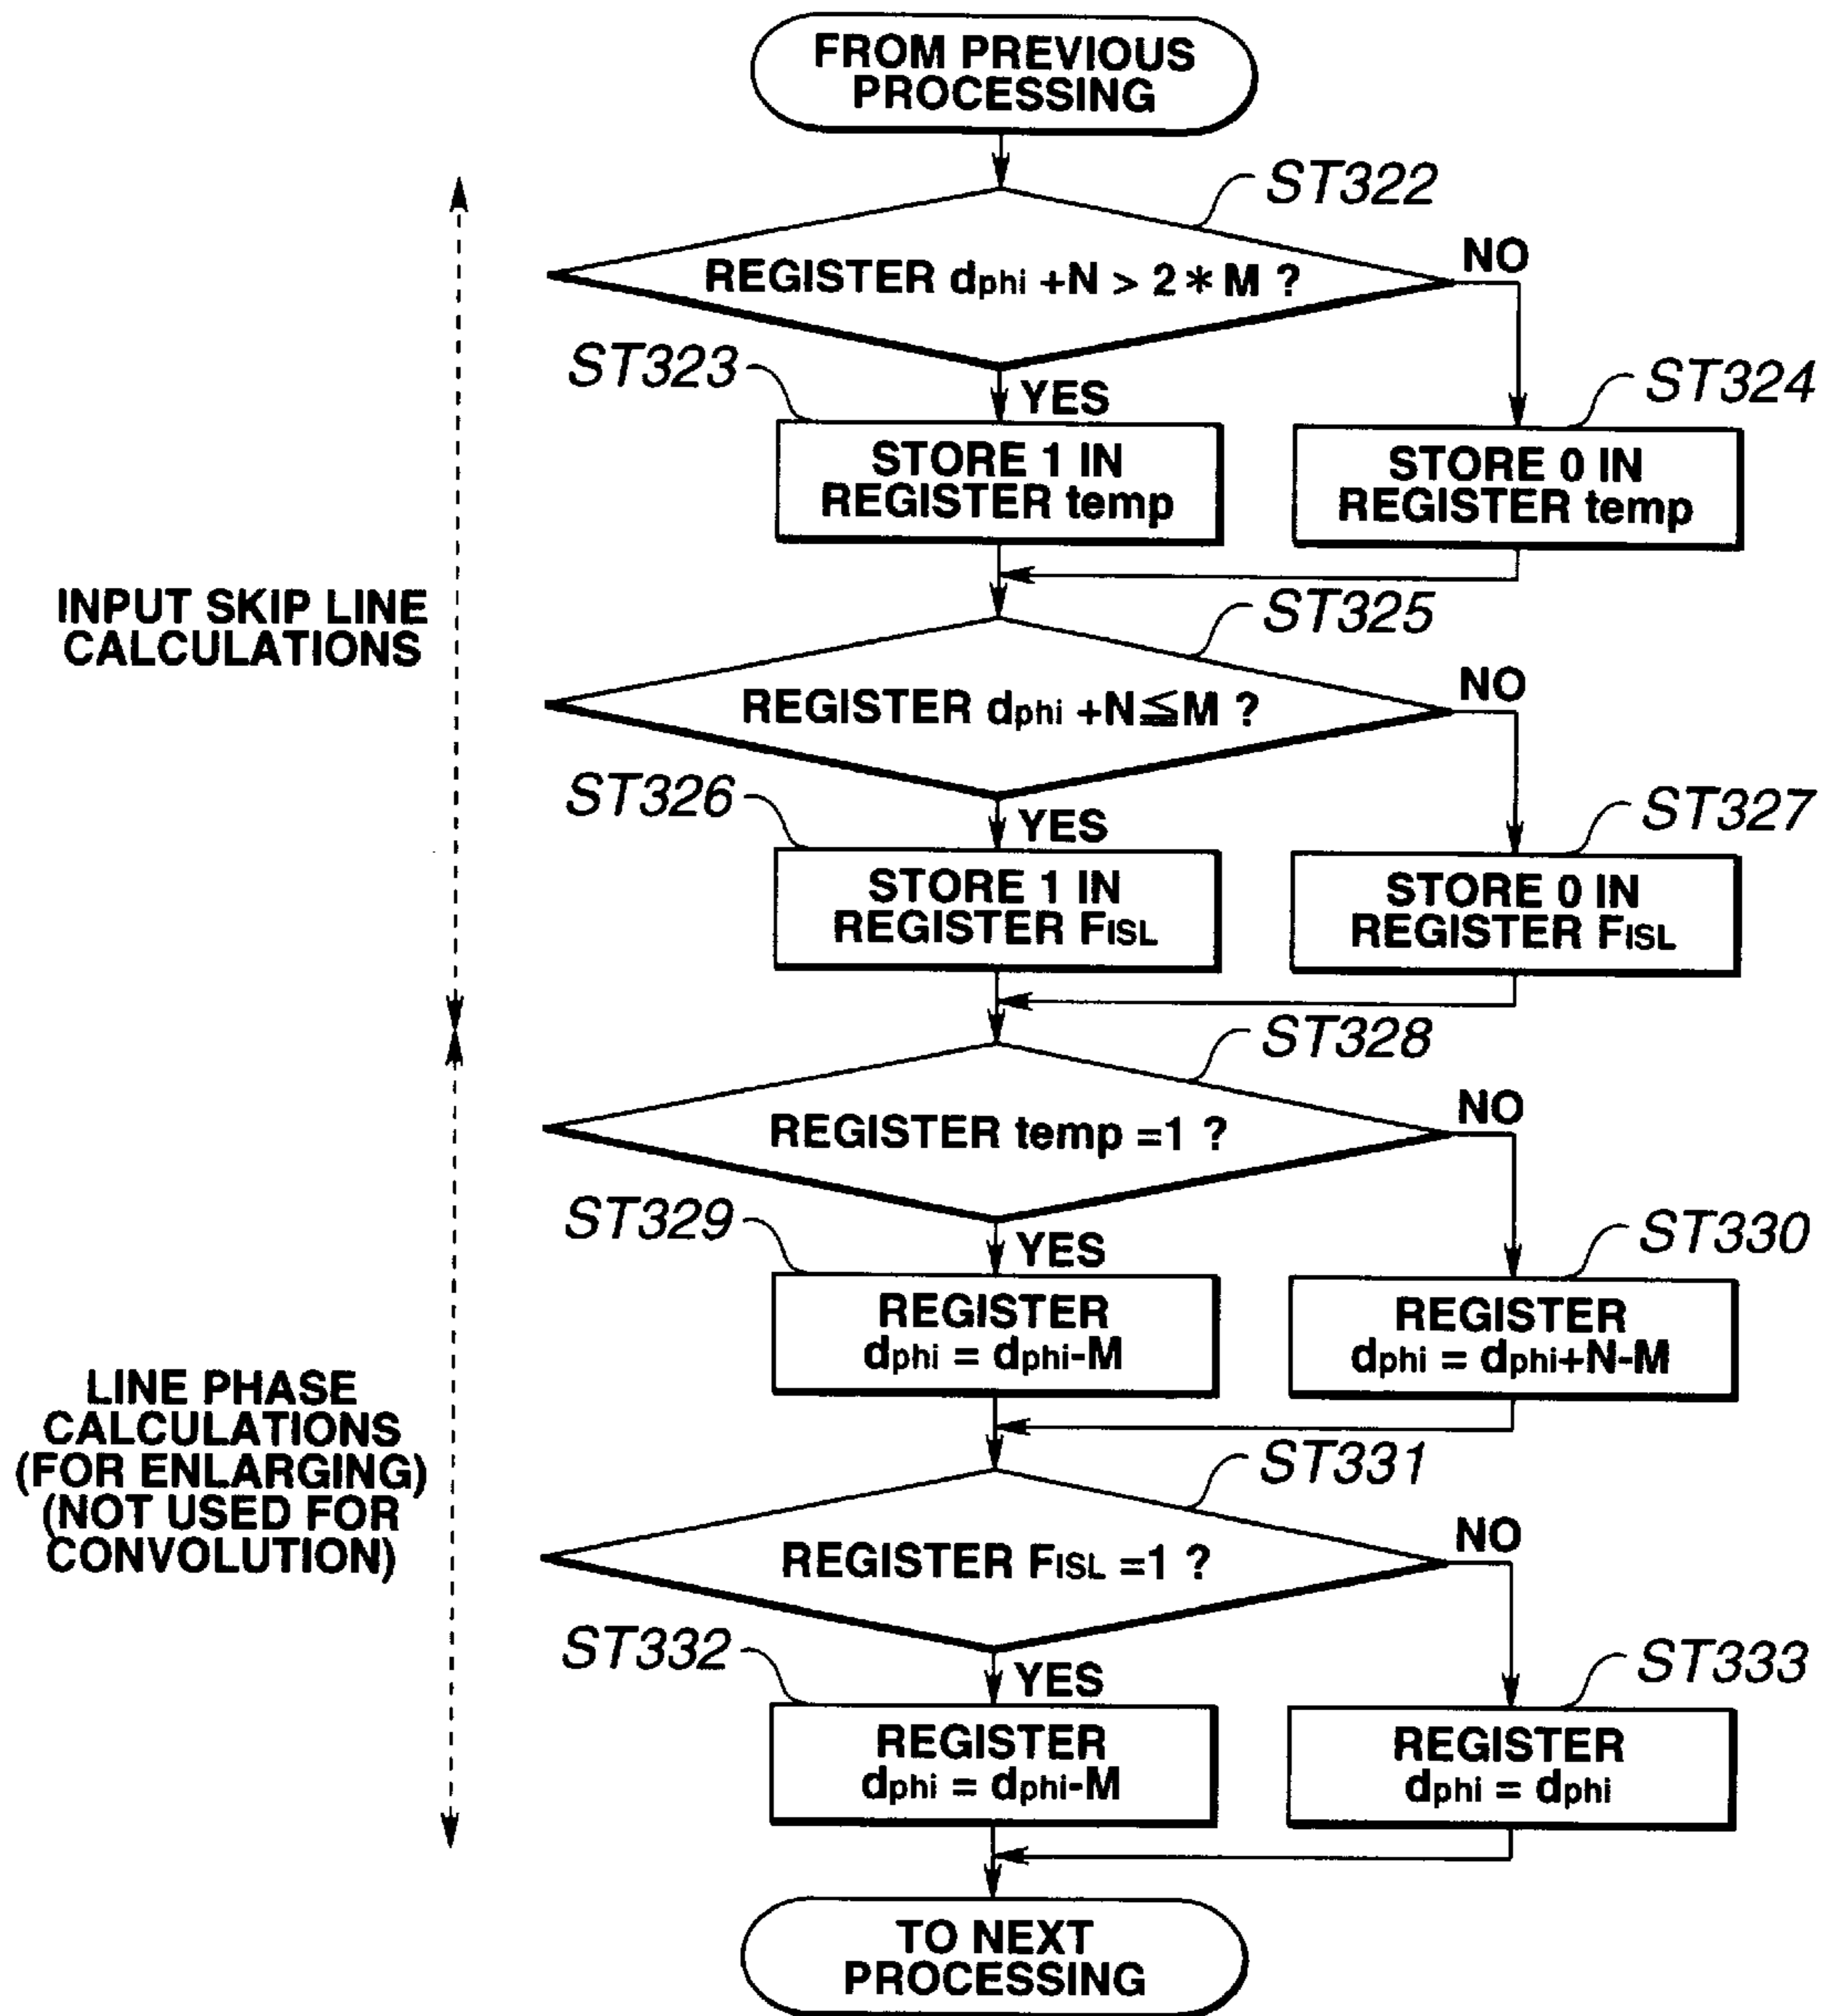 FROM PREVIOUS
PROCESSING
ST322
REGISTER dphi +N > 2 * M ?
NO
ST323
YES
ST324
STORE 1 IN
REGISTER temp
STORE 0 IN
REGISTER temp
INPUT SKIP LINE
CALCULATIONS
ST325
REGISTER dphi +N≦M ?
NO
ST326
YES
ST327
STORE 1 IN
REGISTER FISL
STORE 0 IN
REGISTER FISL
ST328
REGISTER temp =1 ?
NO
ST329
YES
ST330
REGISTER
dphi = dphi-M
REGISTER
dphi = dphi+N-M
LINE PHASE
CALCULATIONS
(FOR ENLARGING)
(NOT USED FOR
CONVOLUTION)
ST331
REGISTER FISL =1 ?
NO
ST332
YES
ST333
REGISTER
dphi = dphi-M
REGISTER
dphi = dphi
TO NEXT
PROCESSING